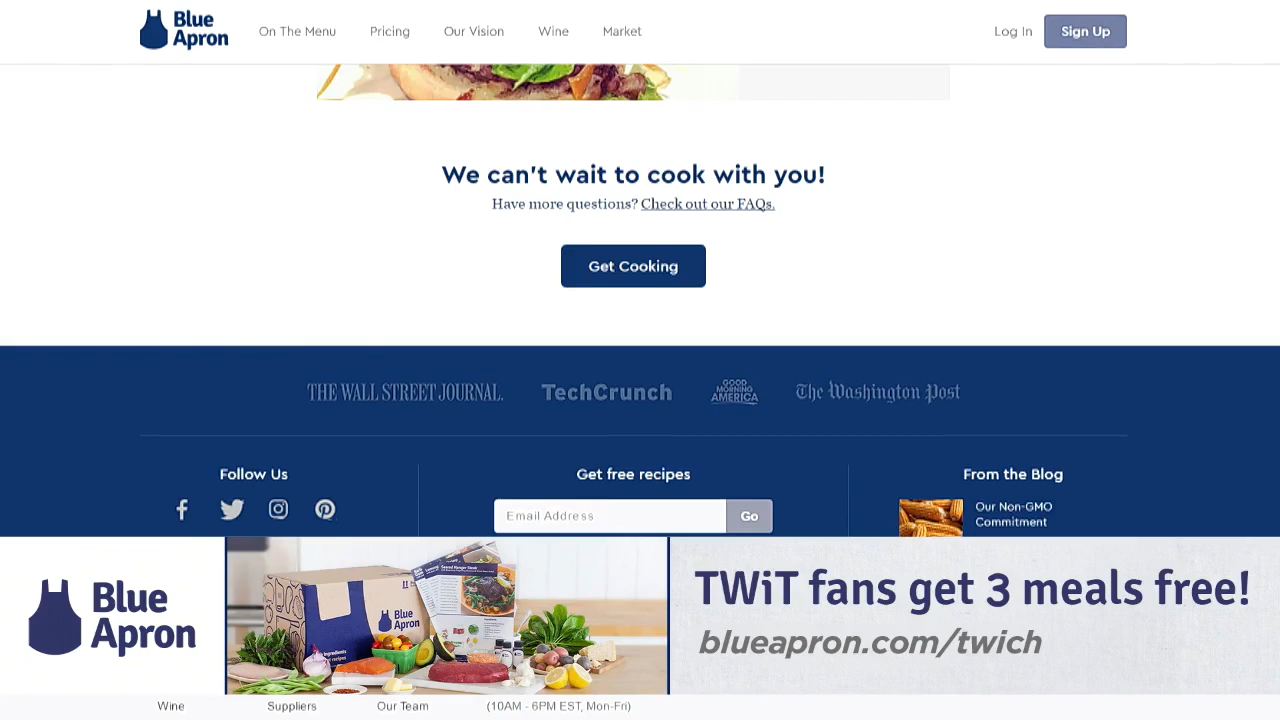 Blue
Apron
On The Menu
Pricing
Our Vision
Wine
Market
Log In
Sign Up
We can't wait to cook with you!
Have more questions? Check out our FAQs.
Get Cooking
THE WALL STREET JOURNAL.
TechCrunch
GOOD
MORNING
AMERICA
The Washington Post
Follow Us
Get free recipes
From the Blog
Email Address
Go
Our Non-GMO
Commitment
Blue
Apron
Blue
Apron
TWiT fans get 3 meals free!
blueapron.com/twich
Wine
Suppliers
Our Team
(10AM - 6PM EST, Mon-Fri)